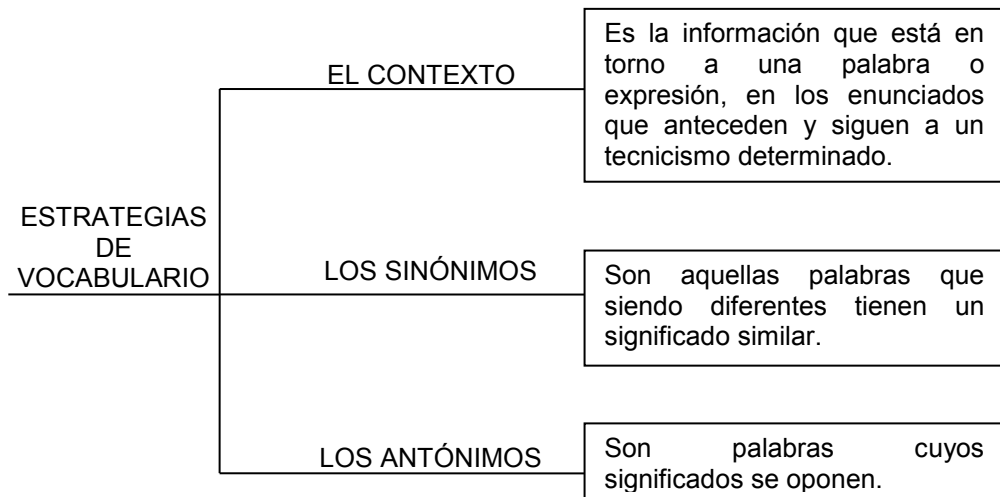 ESTRATEGIAS
DE
VOCABULARIO
EL CONTEXTO
Es la información que está en
torno a una palabra o
expresión, en los enunciados
que anteceden y siguen a un
tecnicismo determinado.
LOS SINÓNIMOS
Son aquellas palabras que
siendo diferentes tienen un
significado similar.
LOS ANTÓNIMOS
Son palabras cuyos
significados se oponen.